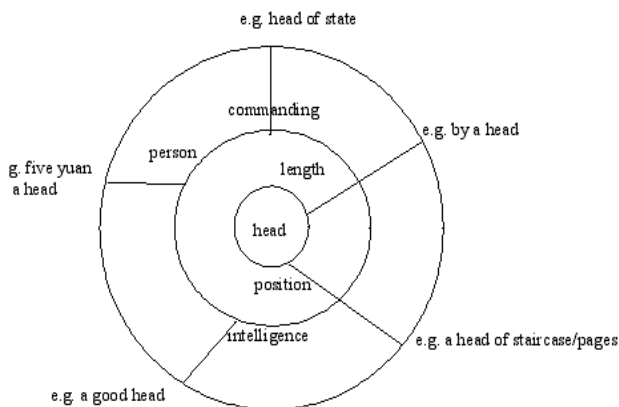 e.g. head of state
commanding
e.g. by a head
person
length
g. five yuan
a head
head
position
intelligence
e.g. a head of staircase/pages
e.g. a good head